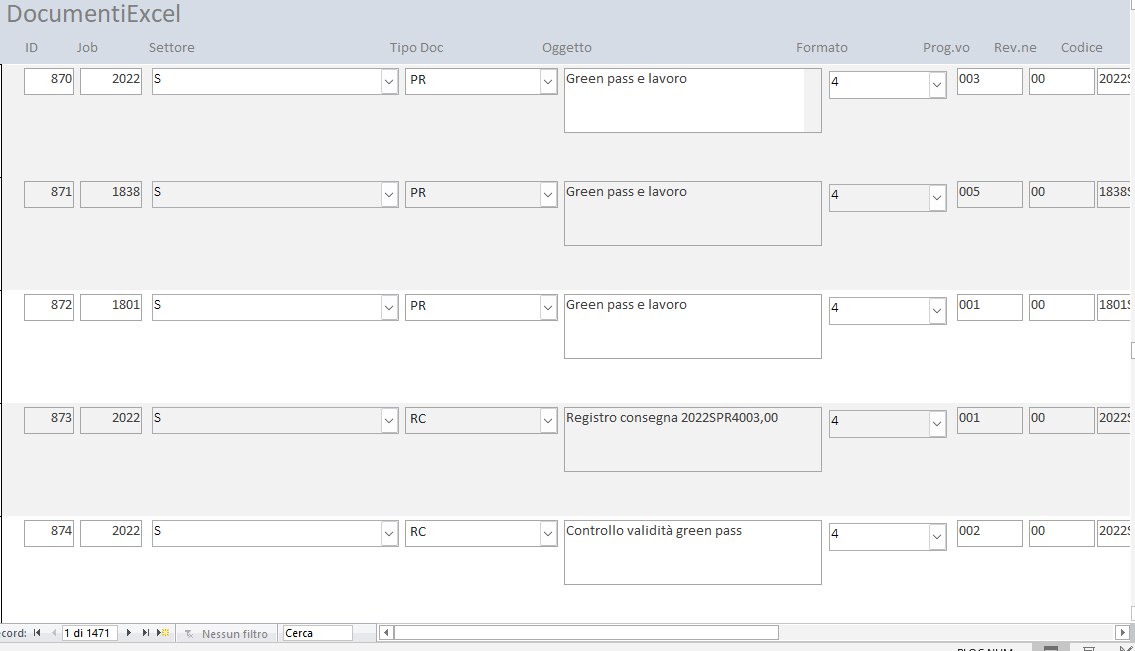 DocumentiExcel
ID Job Settore Tipo Doc Oggetto Formato Prog.vo Rev.ne Codice
870 2022 S PR Green pass e lavoro 4 003 00 2022S
871 1838 S PR Green pass e lavoro 4 005 00 1838S
872 1801 S PR Green pass e lavoro 4 001 00 1801S
873 2022 S RC Registro consegna 2022SPR4003,00 4 001 00 2022S
874 2022 S RC Controllo validità green pass 4 002 00 2022S
cord: 1 di 1471 Nessun filtro Cerca